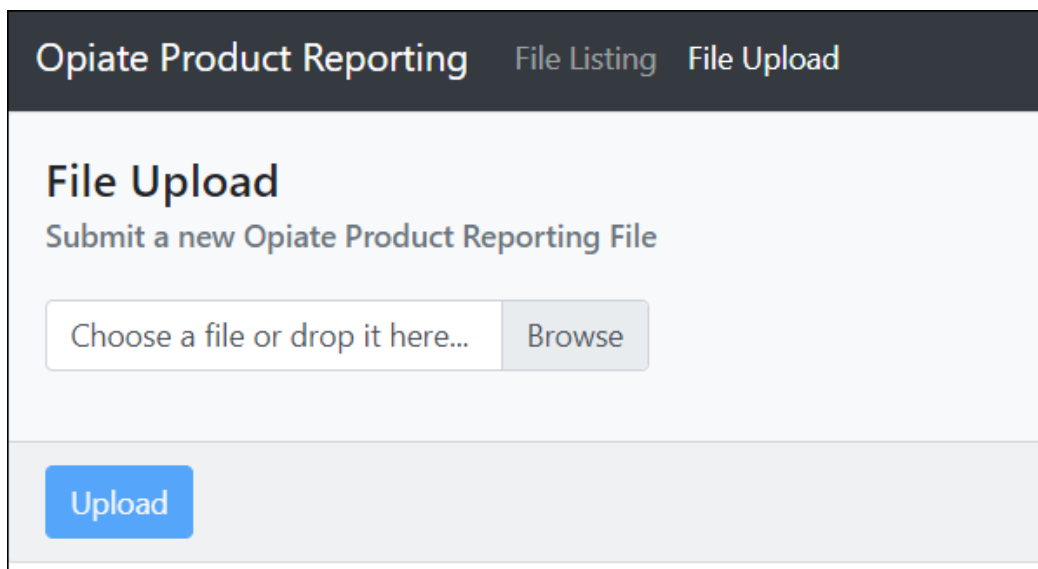 Opiate Product Reporting File Listing File Upload
File Upload
Submit a new Opiate Product Reporting File
Choose a file or drop it here... Browse
Upload